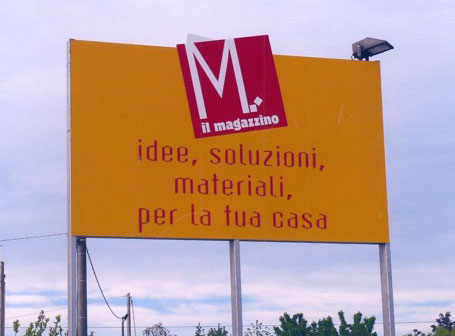 M.
il magazzino
idee, soluzioni,
materiali,
per la tua casa